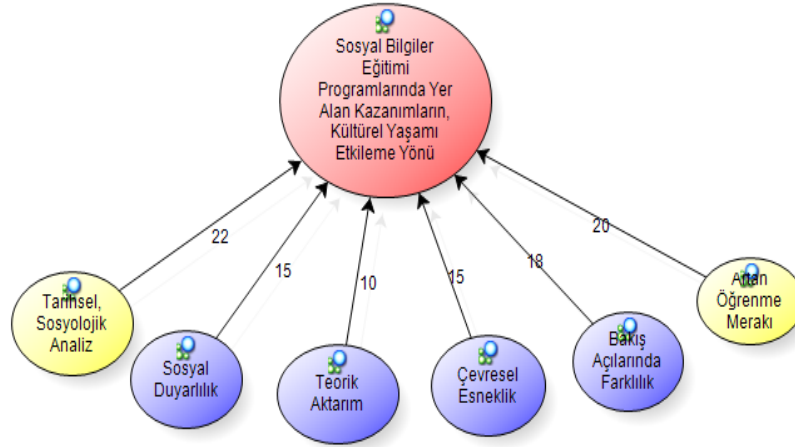 Sosyal Bilgiler
Eğitimi
Programlarında Yer
Alan Kazanımların,
Kültürel Yaşamı
Etkileme Yönü
22
15
10
15
18
20
Tarihsel,
Sosyolojik
Analiz
Sosyal
Duyarlılık
Teorik
Aktarım
Çevresel
Esneklik
Bakış
Açılarında
Farklılık
Artan
Öğrenme
Merakı